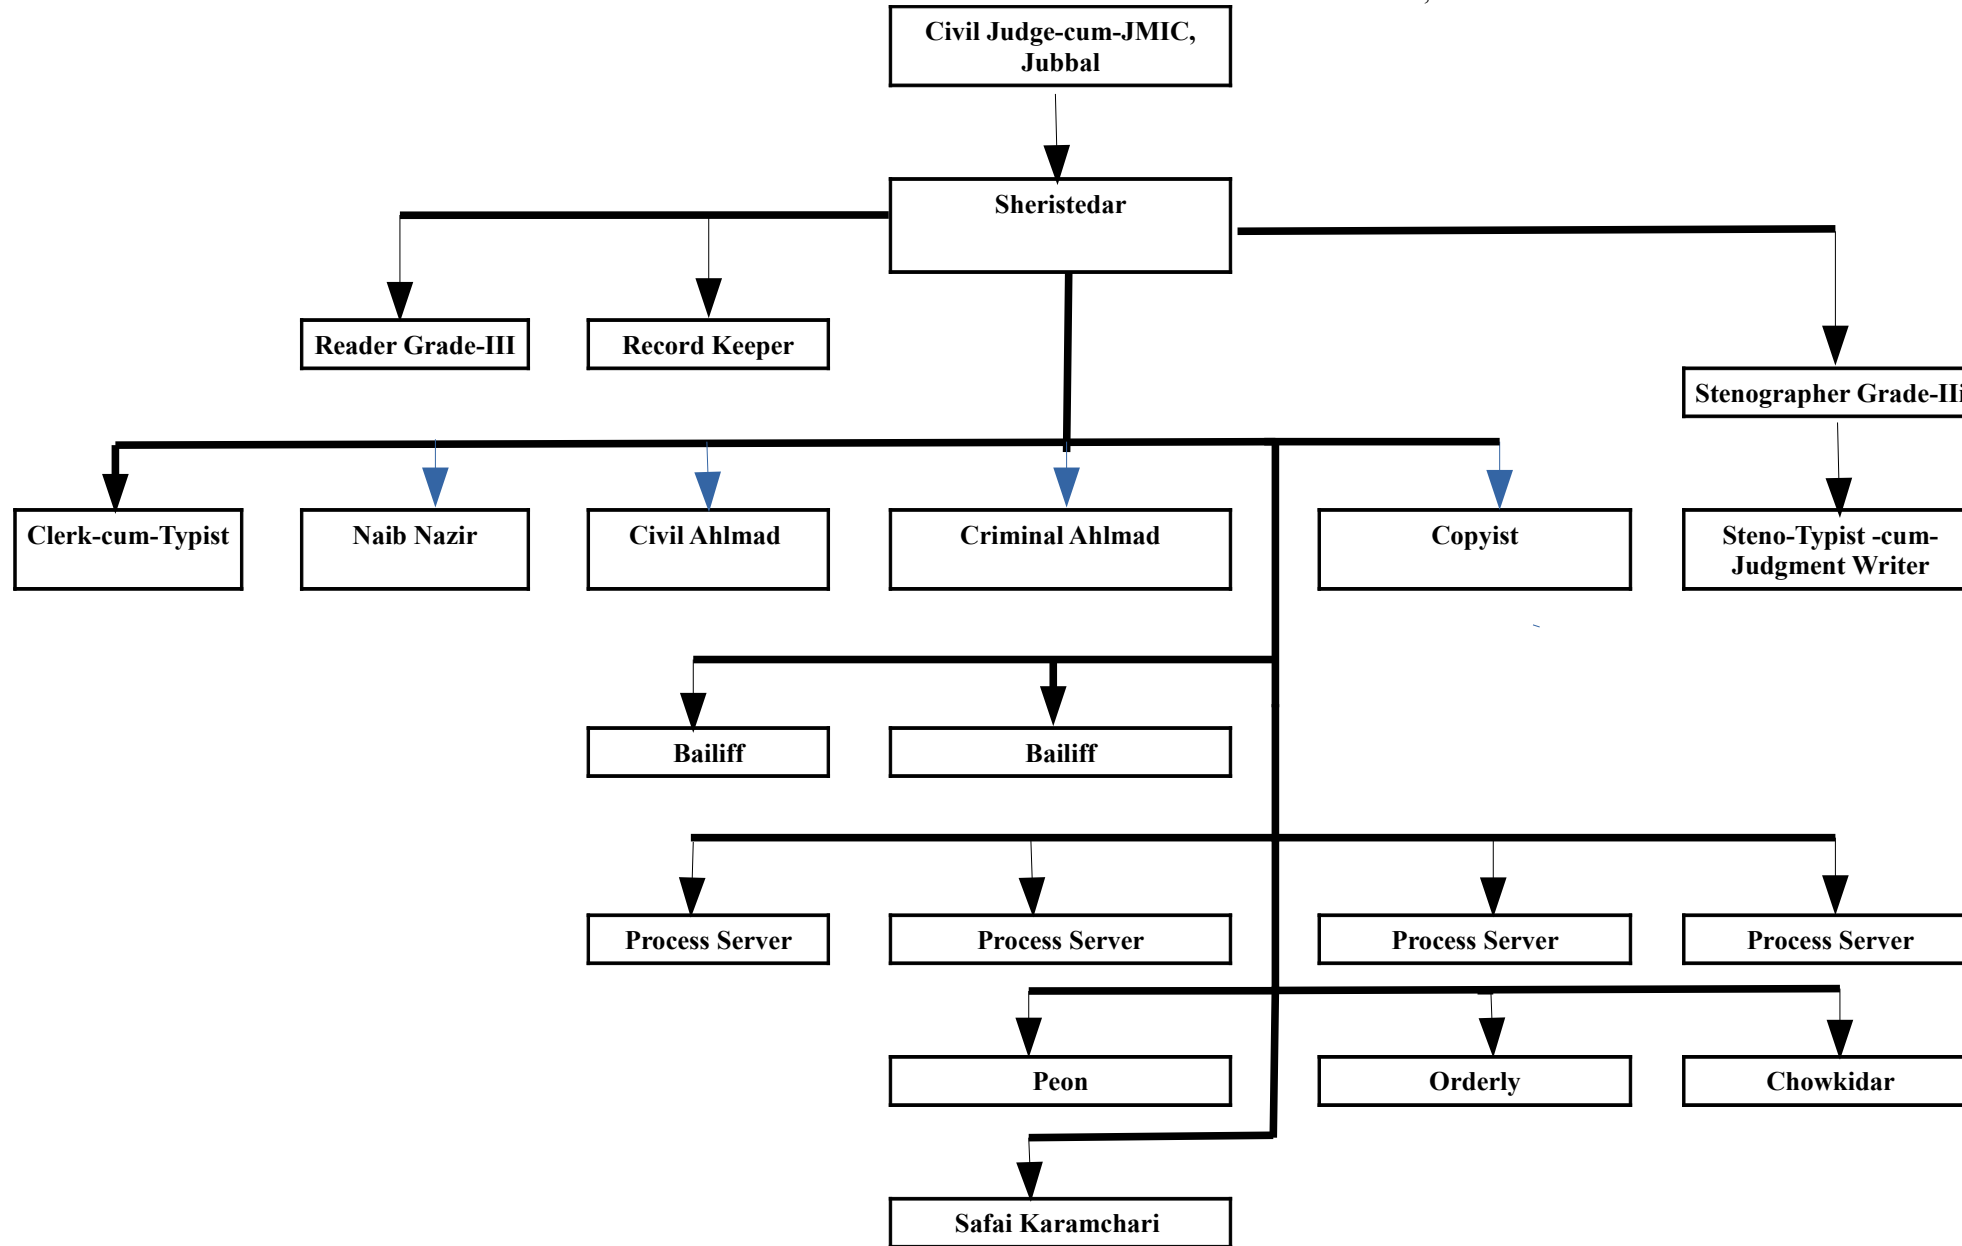 Civil Judge-cum-JMIC,
Jubbal
Sheristedar
Reader Grade-III
Record Keeper
Stenographer Grade-IIi
Clerk-cum-Typist
Naib Nazir
Civil Ahlmad
Criminal Ahlmad
Copyist
Steno-Typist -cum-
Judgment Writer
Bailiff
Bailiff
Process Server
Process Server
Process Server
Process Server
Peon
Orderly
Chowkidar
Safai Karamchari